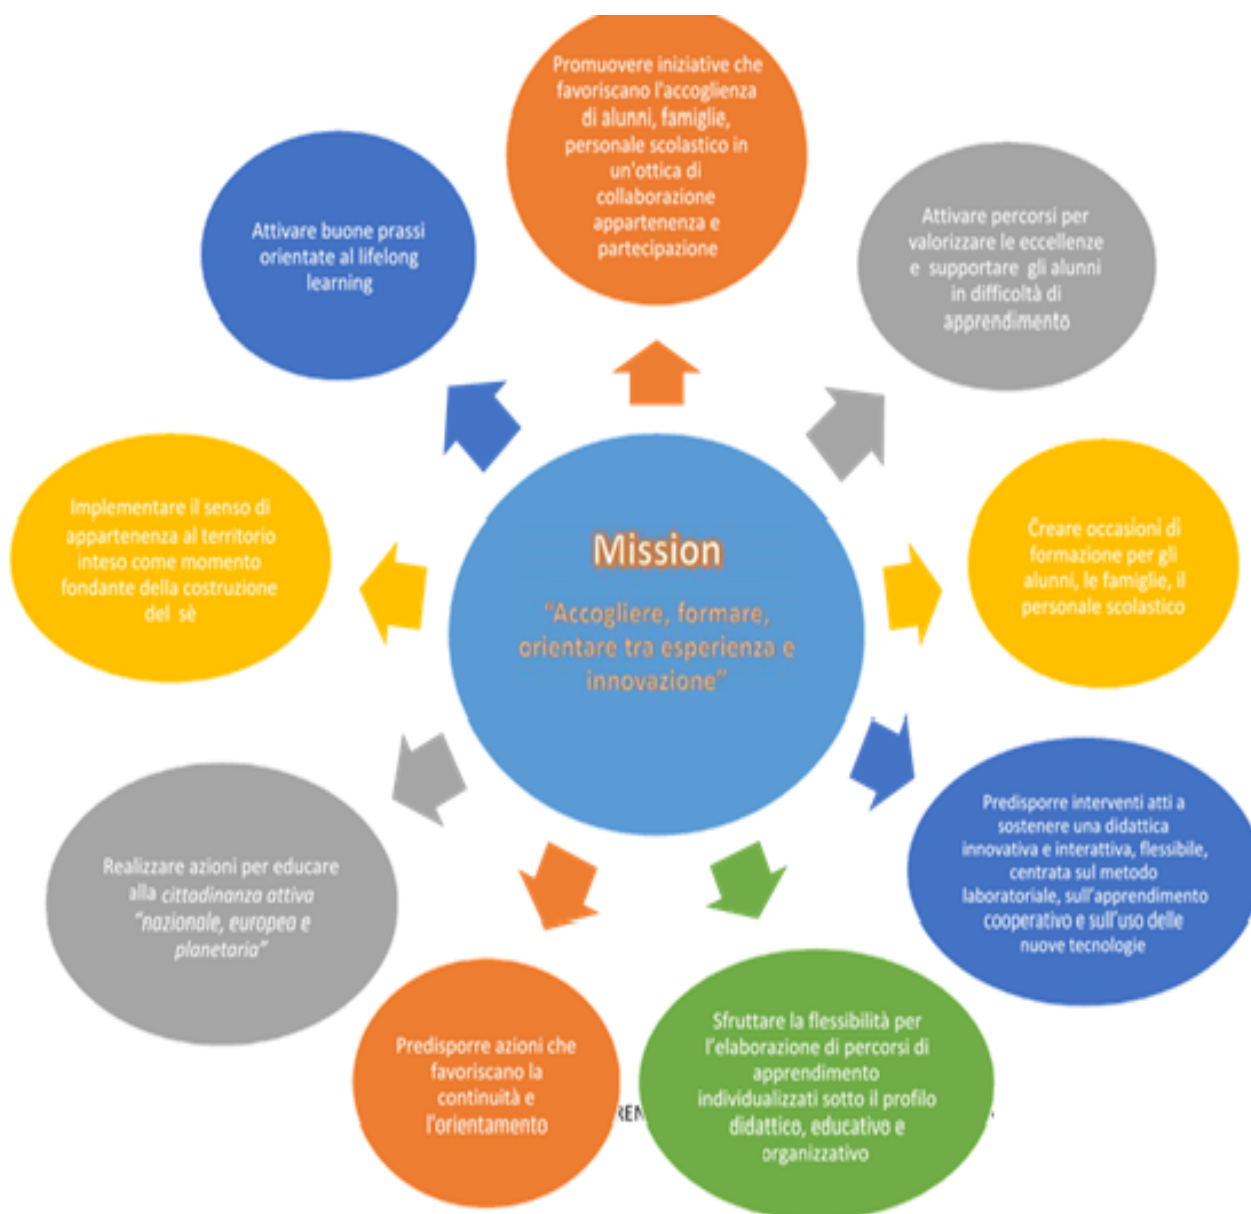 Promuovere iniziative che
favoriscano l'accoglienza
di alunni, famiglie,
personale scolastico in
un'ottica di
collaborazione
appartenenza e
partecipazione
Attivare percorsi per
valorizzare le eccellenze
e supportare gli alunni
in difficoltà di
apprendimento
Creare occasioni di
formazione per gli
alunni, le famiglie, il
personale scolastico
Predisporre interventi atti a
sostenere una didattica
innovativa e interattiva, flessibile,
centrata sul metodo
laboratoriale, sull'apprendimento
cooperativo e sull'uso delle
nuove tecnologie
Sfruttare la flessibilità per
l'elaborazione di percorsi di
apprendimento
individualizzati sotto il profilo
didattico, educativo e
organizzativo
Predisporre azioni che
favoriscano la
continuità e
l'orientamento
Realizzare azioni per educare
alla cittadinanza attiva
"nazionale, europea e
planetaria"
Implementare il senso di
appartenenza al territorio
inteso come momento
fondante della costruzione
del sè
Attivare buone prassi
orientate al lifelong
learning
Mission
"Accogliere, formare,
orientare tra esperienza e
innovazione"